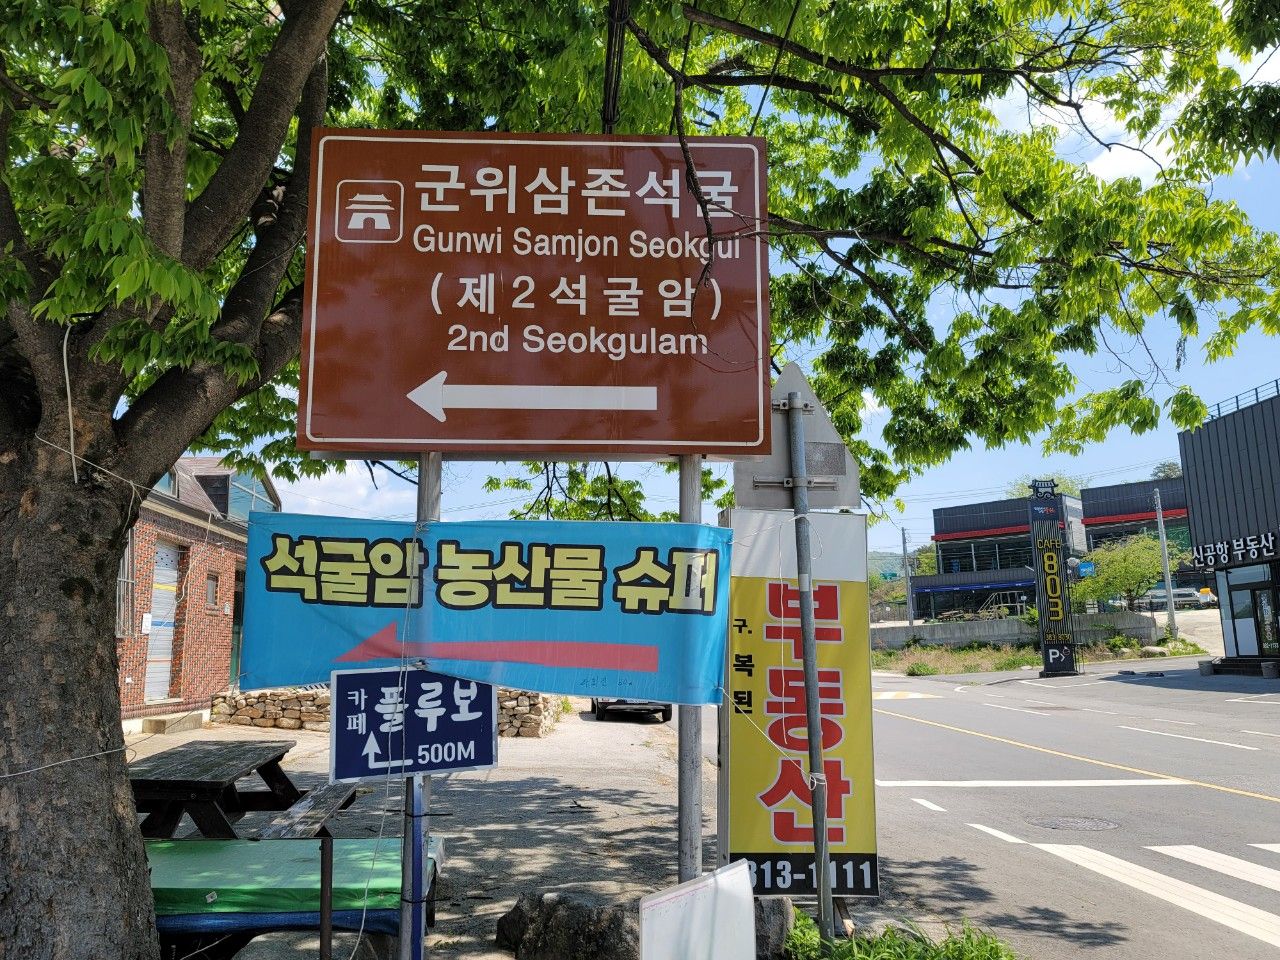 군위삼존석굴
Gunwi Samjon Seokgul
(제2석굴암)
2nd Seokgulam
석굴암 농산물 슈퍼
카페 플루보
500M
구. 복된
부동산
313-1111
CAFE
803
P
신공항 부동산